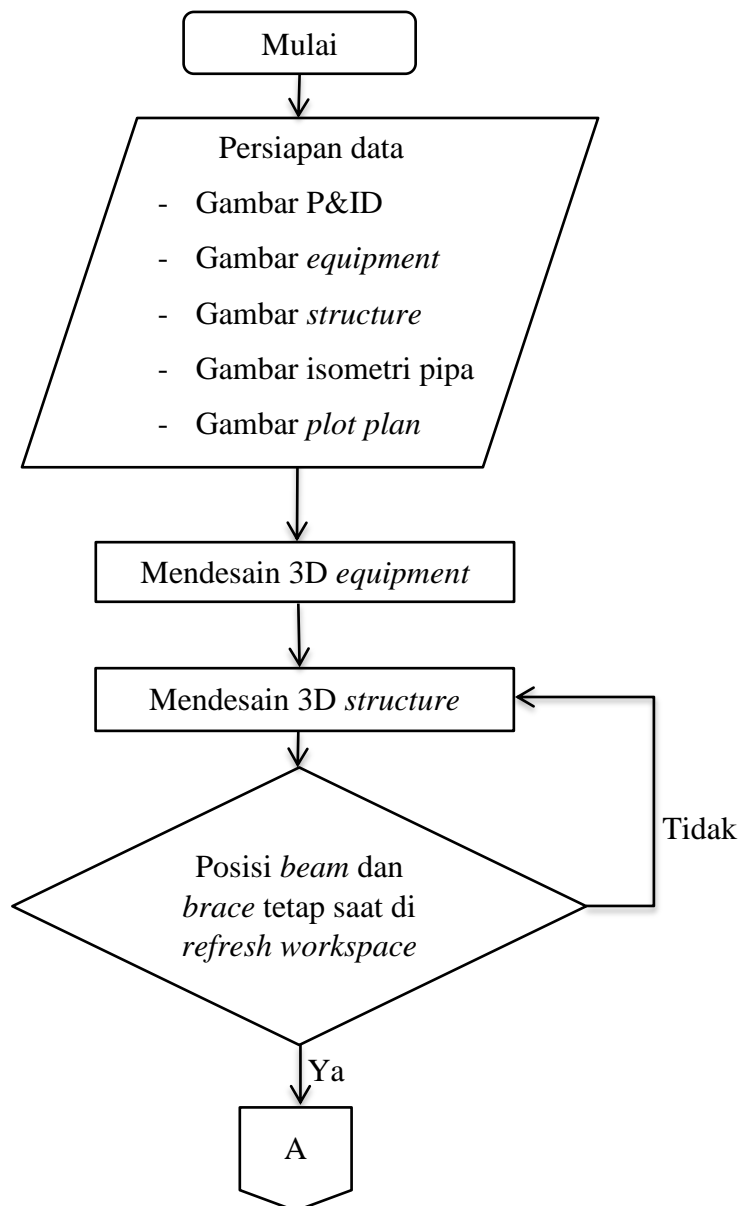 Mulai
Persiapan data
- Gambar P&ID
- Gambar equipment
- Gambar structure
- Gambar isometri pipa
- Gambar plot plan
Mendesain 3D equipment
Mendesain 3D structure
Tidak
Posisi beam dan
brace tetap saat di
refresh workspace
Ya
A